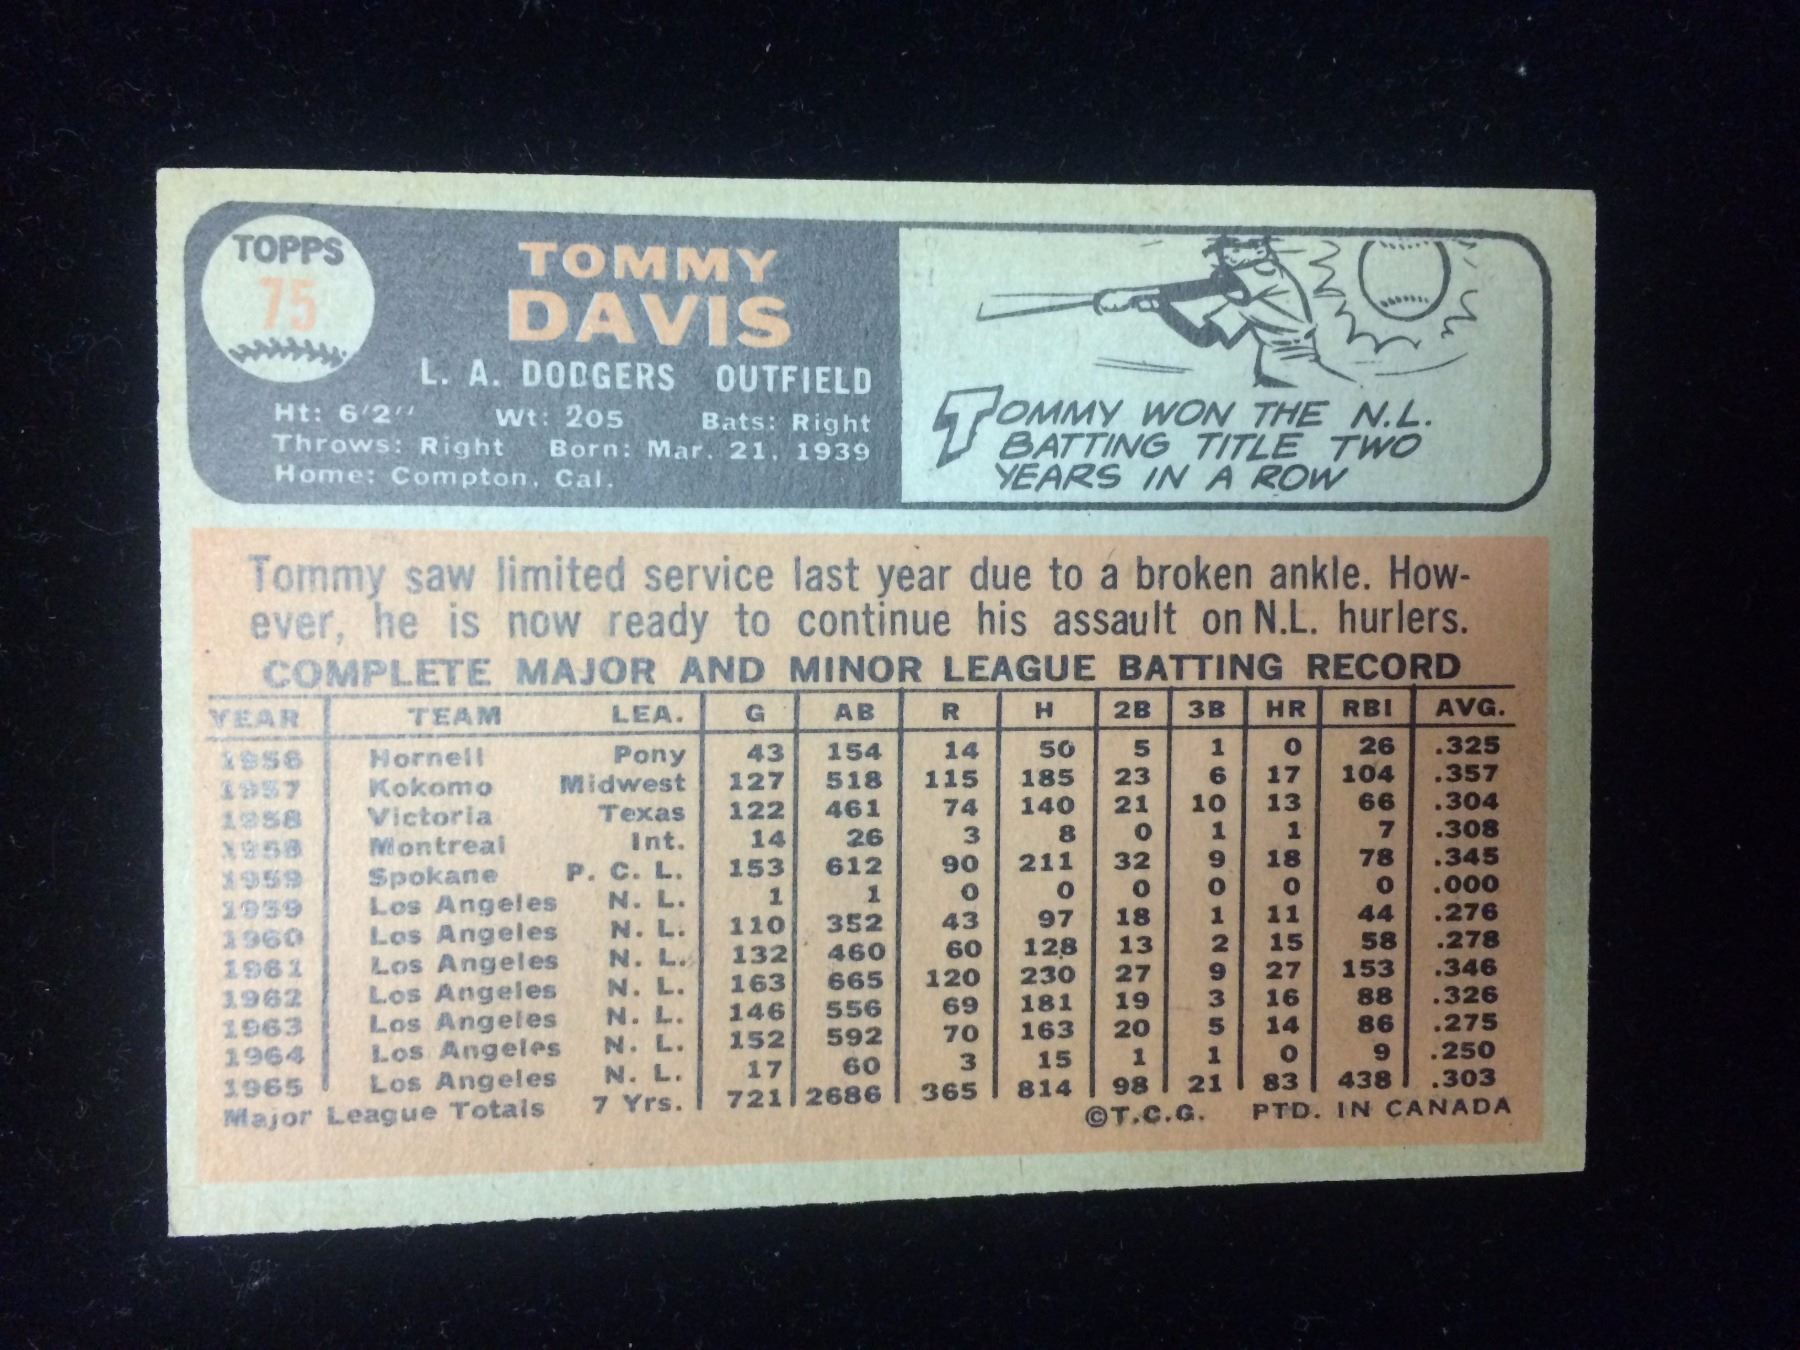 TOPPS
75
TOMMY
DAVIS
L. A. DODGERS OUTFIELD
Ht: 6'2" Wt: 205 Bats: Right
Throws: Right Born: Mar. 21, 1939
Home: Compton, Cal.
TOMMY WON THE N.L.
BATTING TITLE TWO
YEARS IN A ROW
Tommy saw limited service last year due to a broken ankle. How-
ever, he is now ready to continue his assault on N.L. hurlers.
COMPLETE MAJOR AND MINOR LEAGUE BATTING RECORD
YEAR TEAM LEA. G AB R H 2B 3B HR RBI AVG.
1956 Hornell Pony 43 154 14 50 5 1 0 26 .325
1957 Kokomo Midwest 127 518 115 185 23 6 17 104 .357
1958 Victoria Texas 122 461 74 140 21 10 13 66 .304
1958 Montreal Int. 14 26 3 8 0 1 1 7 .308
1959 Spokane P. C. L. 153 612 90 211 32 9 18 78 .345
1959 Los Angeles N. L. 1 1 0 0 0 0 0 0 .000
1960 Los Angeles N. L. 110 352 43 97 18 1 11 44 .276
1961 Los Angeles N. L. 132 460 60 128 13 2 15 58 .278
1962 Los Angeles N. L. 163 665 120 230 27 9 27 153 .346
1963 Los Angeles N. L. 146 556 69 181 19 3 16 88 .326
1964 Los Angeles N. L. 152 592 70 163 20 5 14 86 .275
1965 Los Angeles N. L. 17 60 3 15 1 1 0 9 .250
Major League Totals 7 Yrs. 721 2686 365 814 98 21 83 438 .303
©T.C.G. PTD. IN CANADA